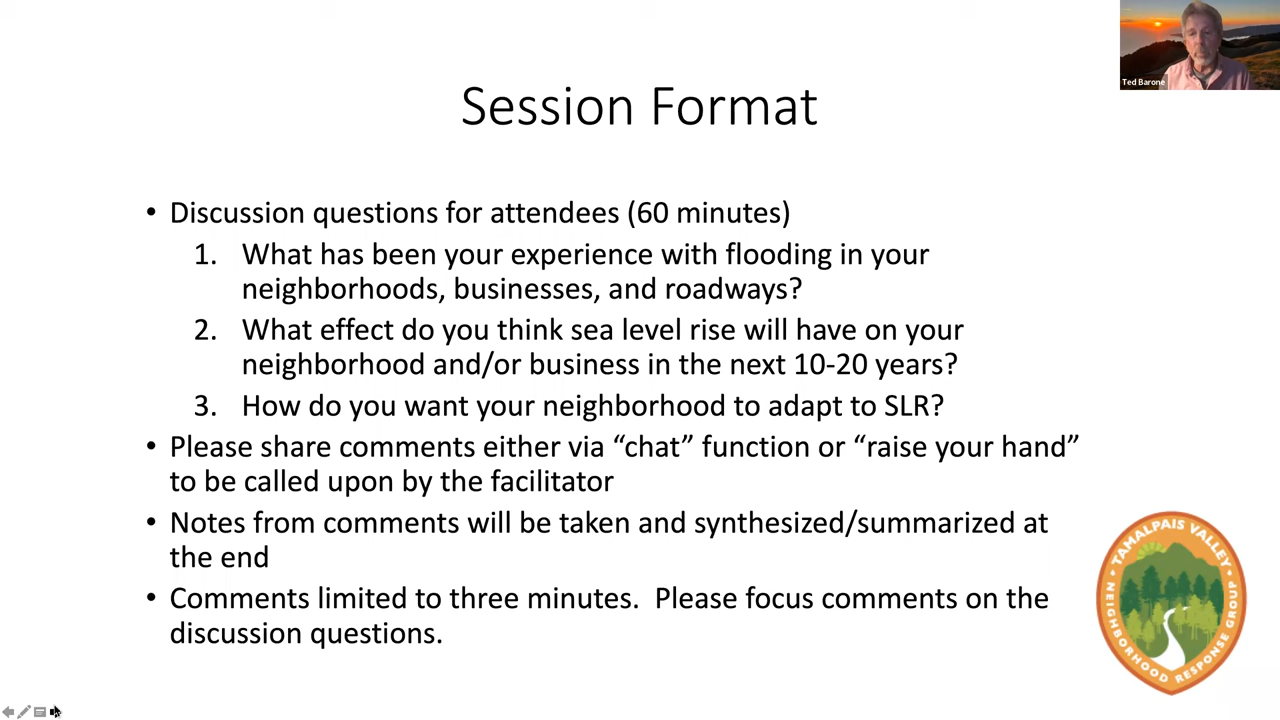 Ted Barone
Session Format
• Discussion questions for attendees (60 minutes)
1. What has been your experience with flooding in your
neighborhoods, businesses, and roadways?
2. What effect do you think sea level rise will have on your
neighborhood and/or business in the next 10-20 years?
3. How do you want your neighborhood to adapt to SLR?
• Please share comments either via “chat” function or “raise your hand”
to be called upon by the facilitator
• Notes from comments will be taken and synthesized/summarized at
the end
• Comments limited to three minutes.  Please focus comments on the
discussion questions.
• TAMALPAIS VALLEY •
NEIGHBORHOOD RESPONSE GROUP